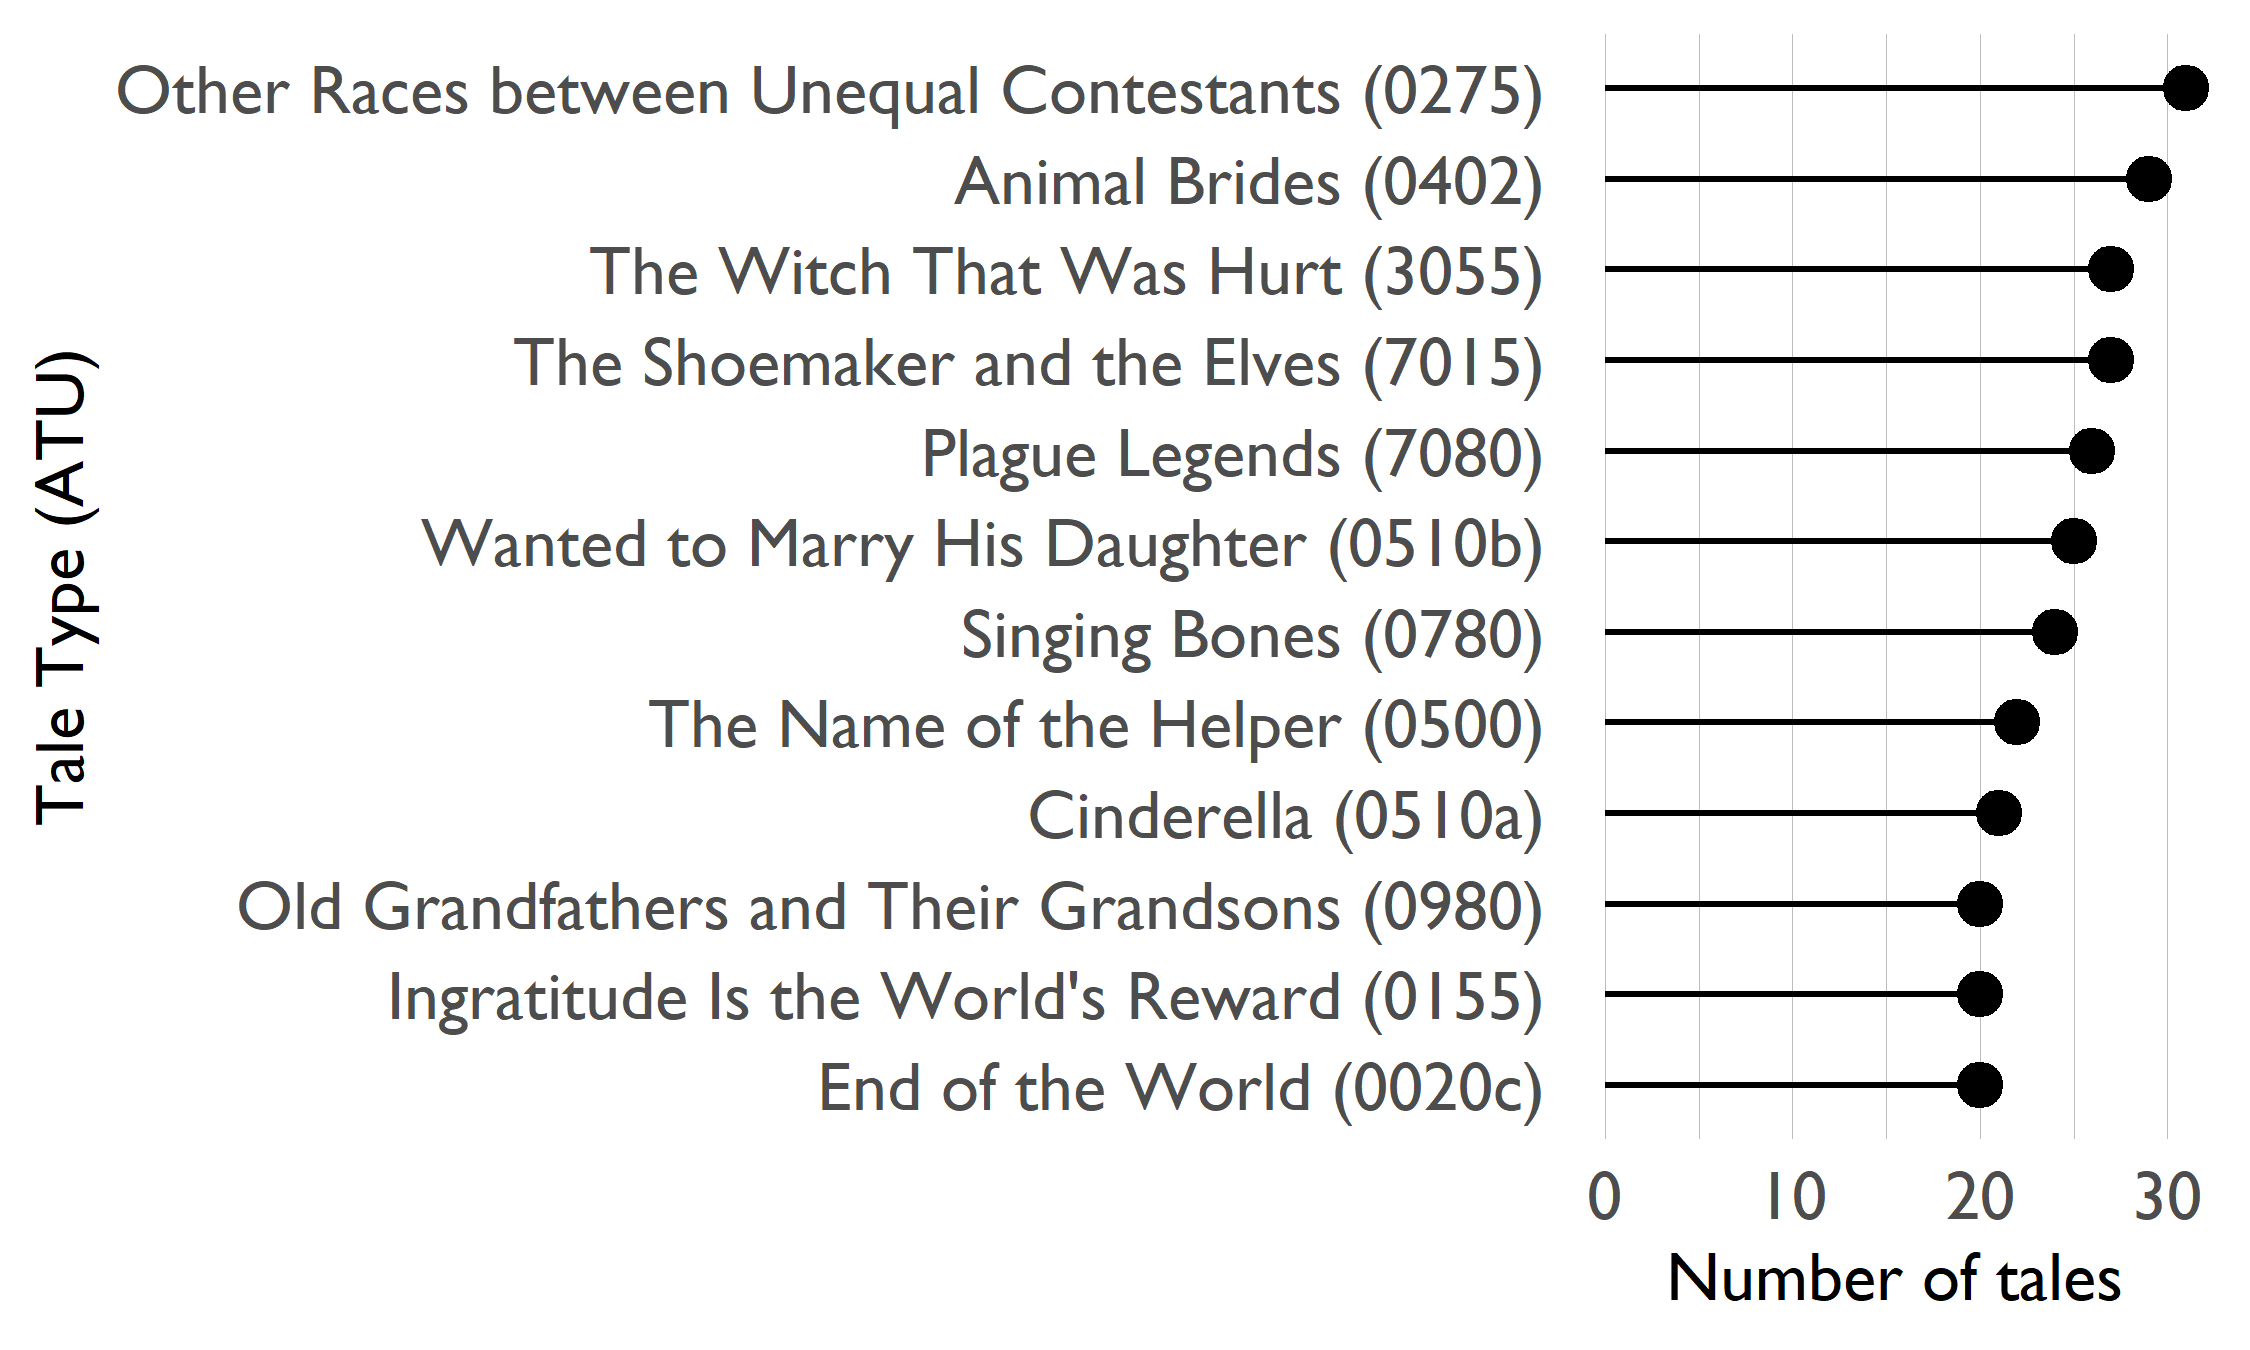 Tale Type (ATU)
Other Races between Unequal Contestants (0275)
Animal Brides (0402)
The Witch That Was Hurt (3055)
The Shoemaker and the Elves (7015)
Plague Legends (7080)
Wanted to Marry His Daughter (0510b)
Singing Bones (0780)
The Name of the Helper (0500)
Cinderella (0510a)
Old Grandfathers and Their Grandsons (0980)
Ingratitude Is the World's Reward (0155)
End of the World (0020c)
0 10 20 30
Number of tales